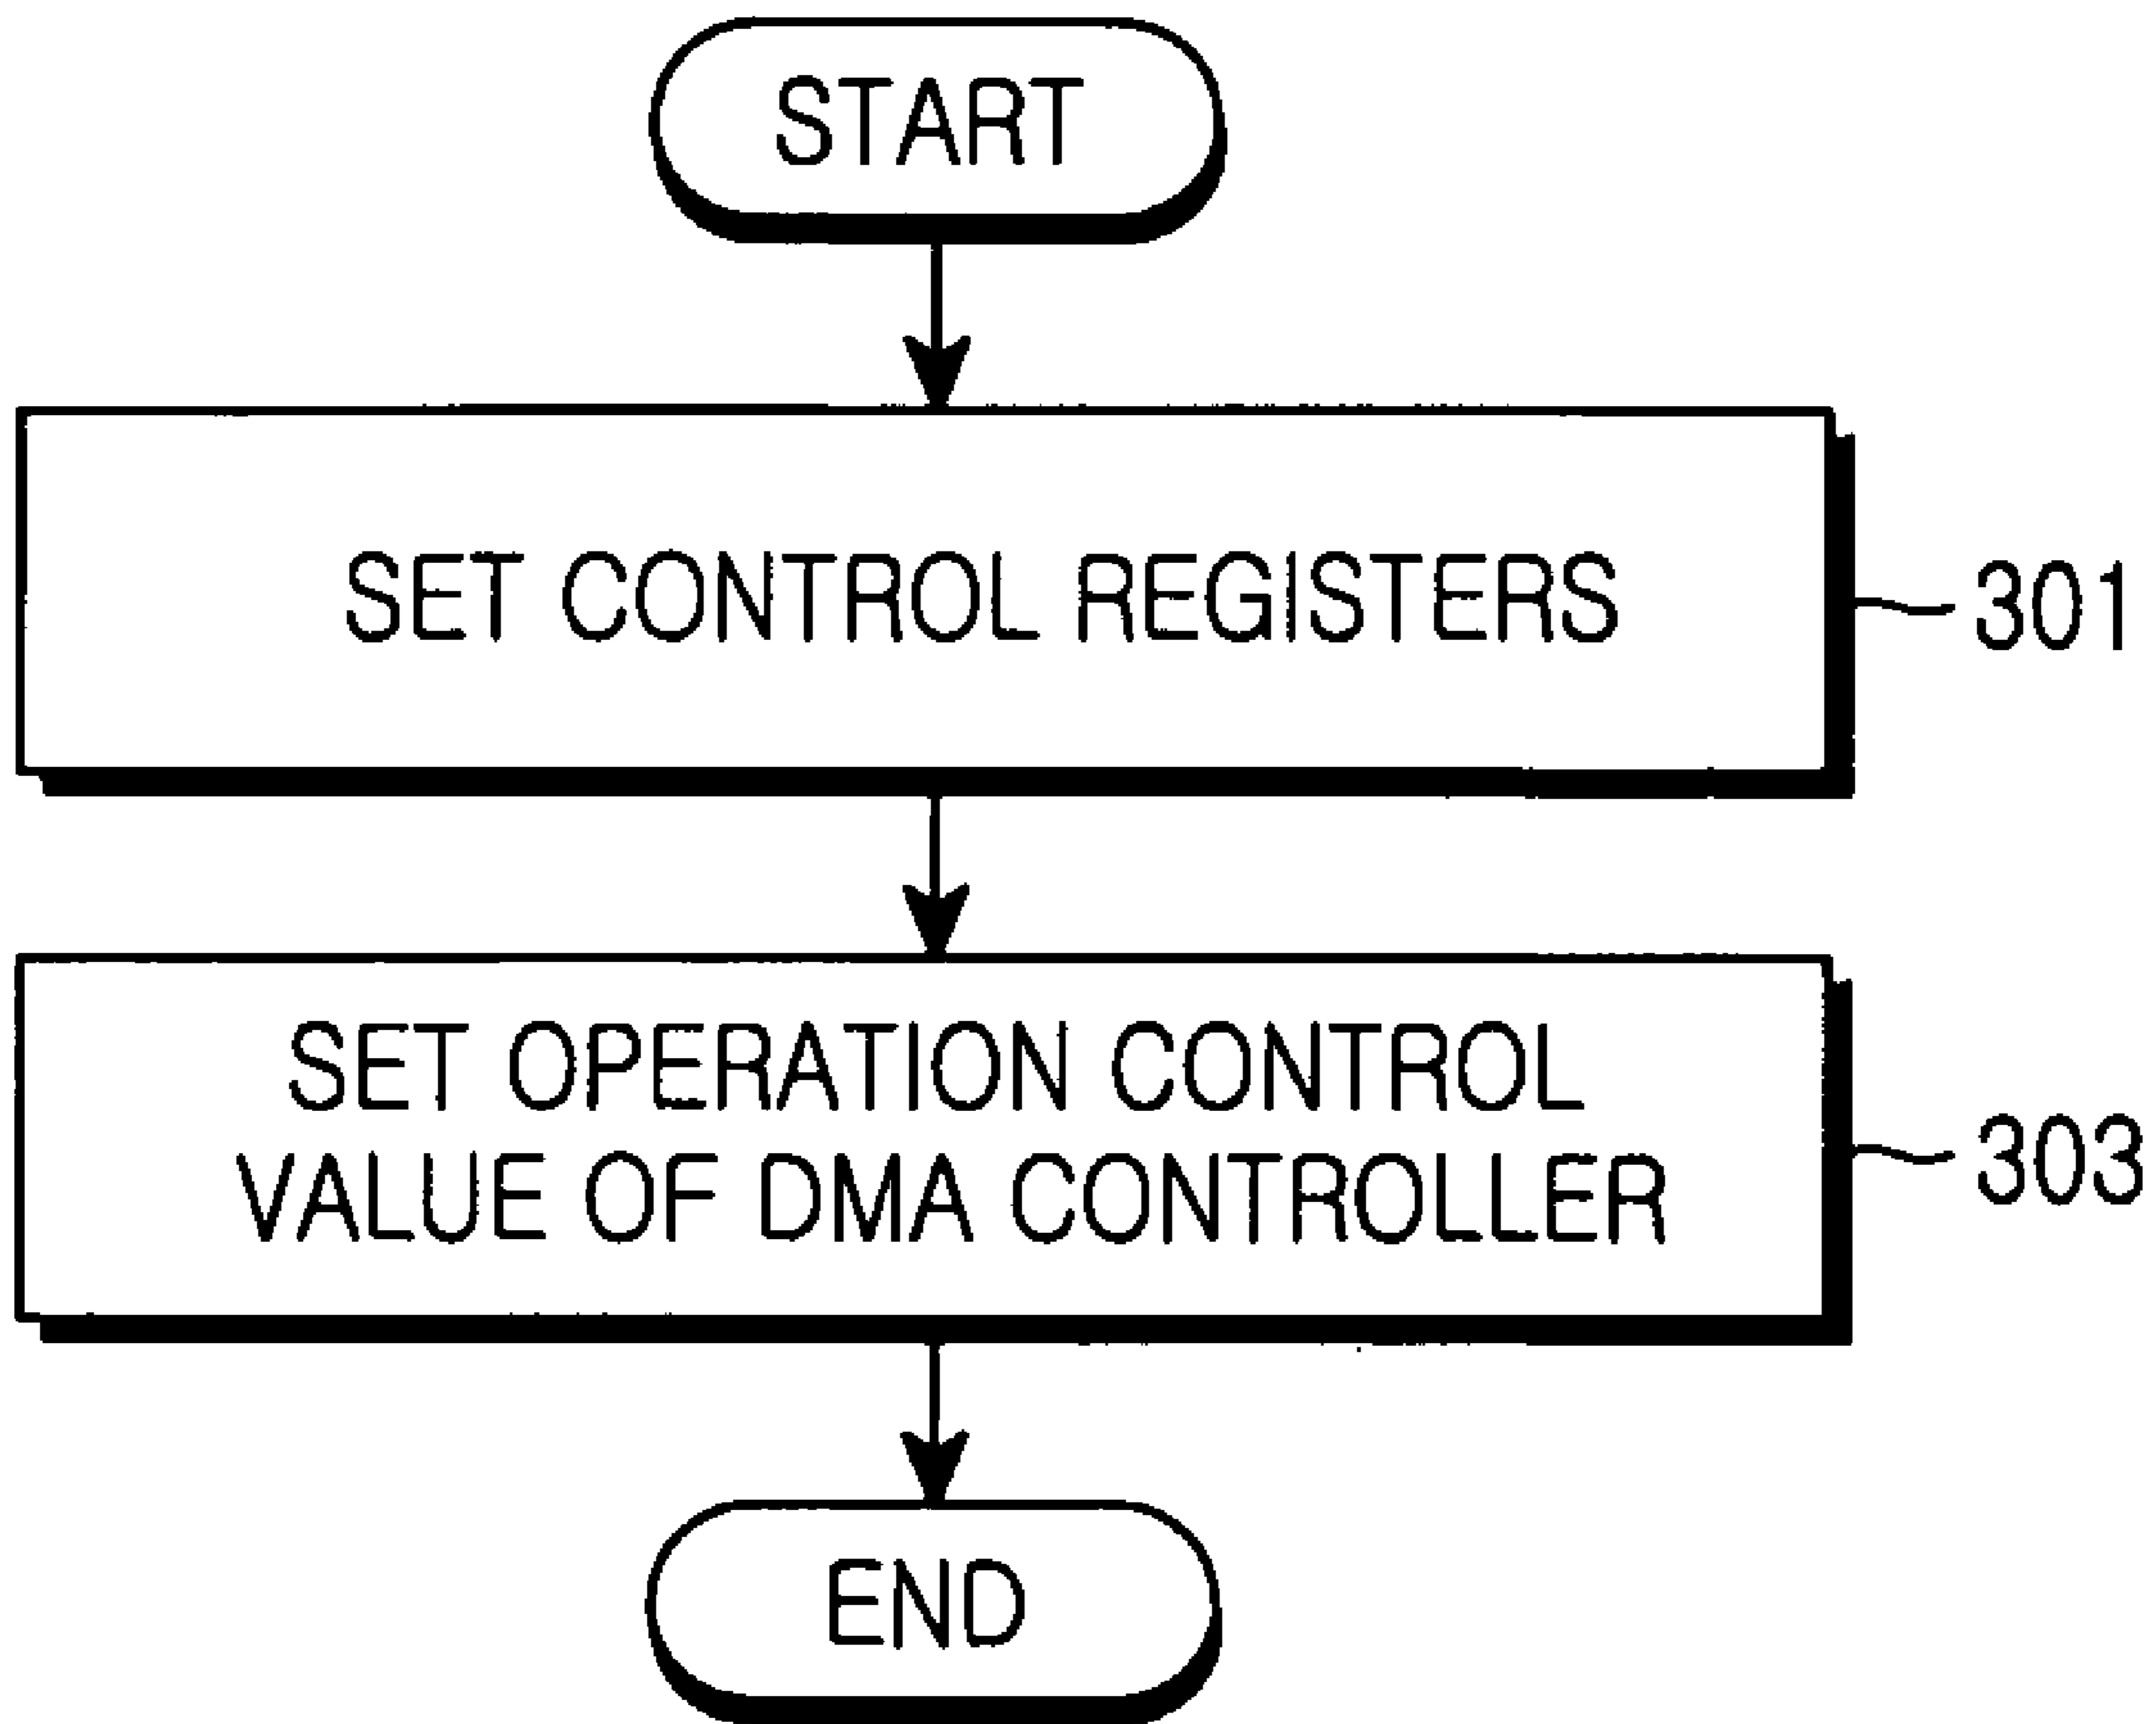 START
SET CONTROL REGISTERS
301
SET OPERATION CONTROL
VALUE OF DMA CONTROLLER
303
END